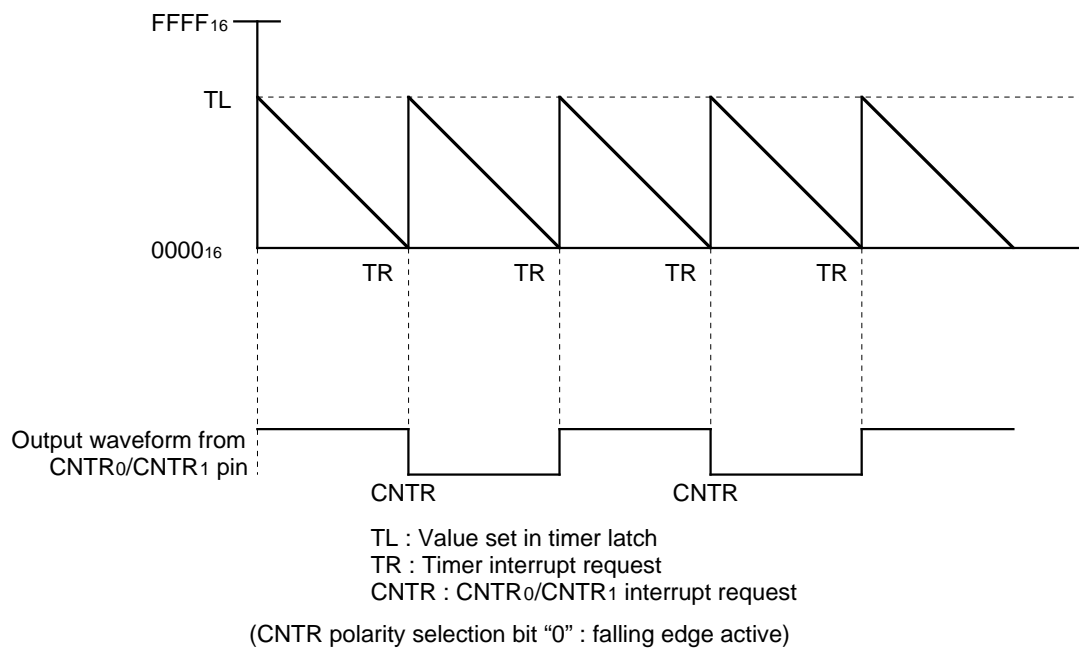 FFFF16
TL
000016
TR TR TR TR
Output waveform from
CNTR0/CNTR1 pin
CNTR CNTR
TL : Value set in timer latch
TR : Timer interrupt request
CNTR : CNTR0/CNTR1 interrupt request
(CNTR polarity selection bit “0” : falling edge active)